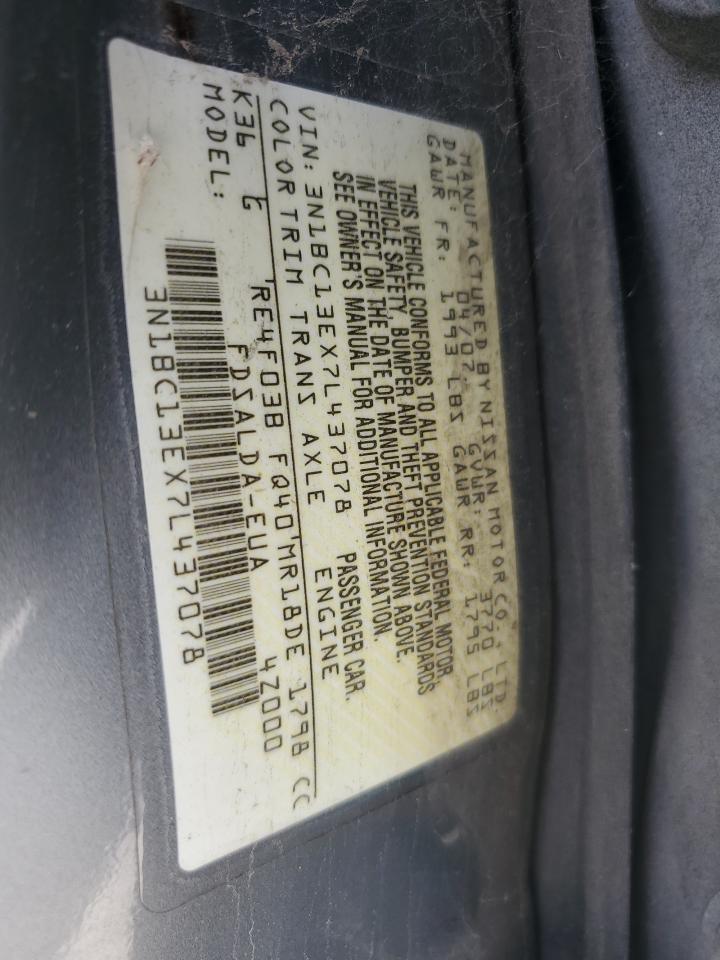 MANUFACTURED BY NISSAN MOTOR CO., LTD.
DATE: 04/07 GVWR: 3770 LBS
GAWR FR: 1993 LBS GAWR RR: 1795 LBS
THIS VEHICLE CONFORMS TO ALL APPLICABLE FEDERAL MOTOR
VEHICLE SAFETY, BUMPER AND THEFT PREVENTION STANDARDS
IN EFFECT ON THE DATE OF MANUFACTURE SHOWN ABOVE.
SEE OWNER'S MANUAL FOR ADDITIONAL INFORMATION.
VIN: 3N1BC13EX7L437078 PASSENGER CAR.
COLOR TRIM TRANS AXLE ENGINE
K36 G RE4F03B FQ40 MR18DE 1798 CC
MODEL: FDSALDA-EUA 4Z000
3N1BC13EX7L437078